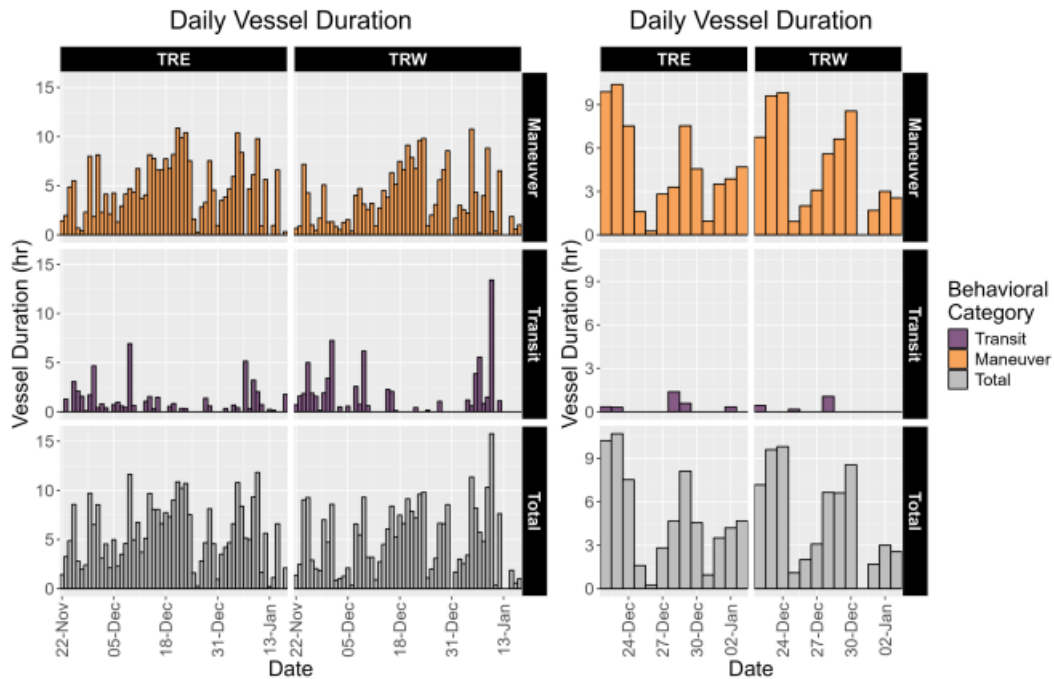 Daily Vessel Duration
TRE
TRW
15
10
5
0
Maneuver
15
10
5
0
Transit
15
10
5
0
Total
Vessel Duration (hr)
22-Nov
05-Dec
18-Dec
31-Dec
13-Jan
22-Nov
05-Dec
18-Dec
31-Dec
13-Jan
Date
Daily Vessel Duration
TRE
TRW
9
6
3
0
Maneuver
9
6
3
0
Transit
9
6
3
0
Total
Vessel Duration (hr)
24-Dec
27-Dec
30-Dec
02-Jan
24-Dec
27-Dec
30-Dec
02-Jan
Date
Behavioral
Category
Transit
Maneuver
Total